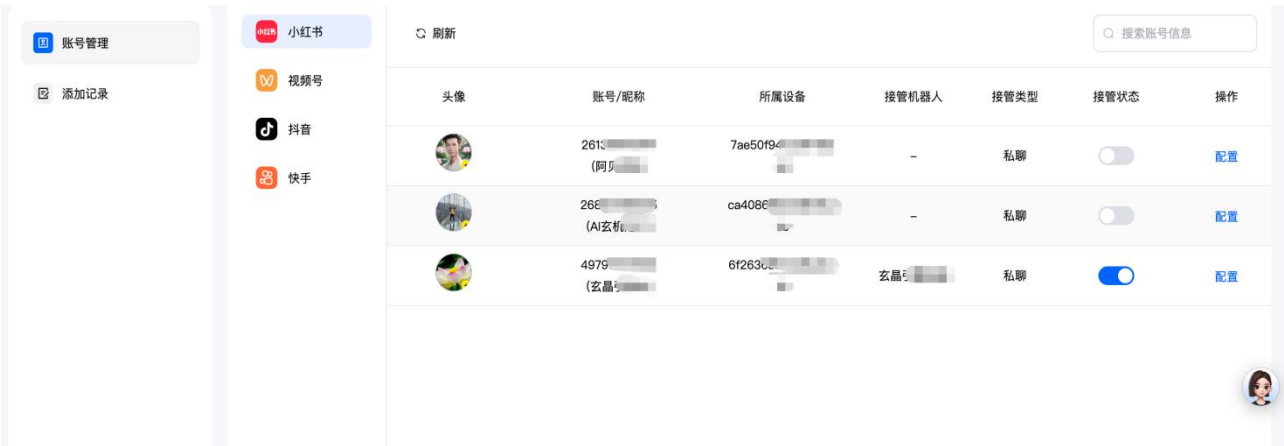 账号管理
添加记录
小红书
小红书
视频号
抖音
快手
刷新
搜索账号信息
头像 账号/昵称 所属设备 接管机器人 接管类型 接管状态 操作
261 7ae50f94 – 私聊 配置
(阿贝
268 ca4086 – 私聊 配置
(AI玄机
4979 6f263 玄晶 私聊 配置
(玄晶